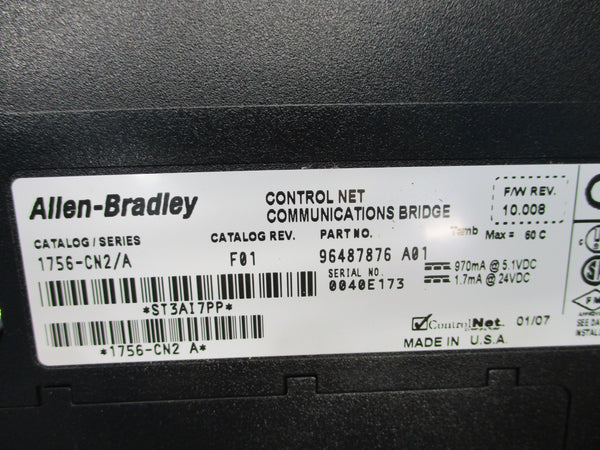 Allen-Bradley
CONTROL NET
COMMUNICATIONS BRIDGE
F/W REV.
10.008
CATALOG / SERIES
1756-CN2/A
CATALOG REV.
F01
PART NO.
96487876 A01
Tamb Max = 60 C
SERIAL NO.
0040E173
970mA @ 5.1VDC
1.7mA @ 24VDC
*ST3AI7PP*
*1756-CN2 A*
ControlNet 01/07
MADE IN U.S.A.